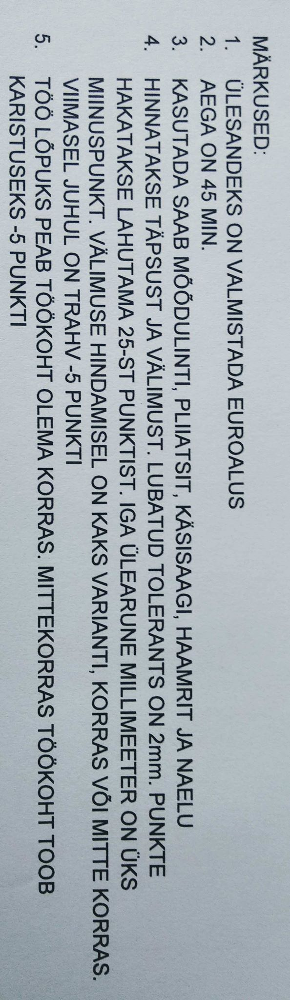 MÄRKUSED:
1. ÜLESANDEKS ON VALMISTADA EUROALUS
2. AEGA ON 45 MIN.
3. KASUTADA SAAB MÕÕDULINTI, PLIIATSIT, KÄSISAAGI, HAAMRIT JA NAELU
4. HINNATAKSE TÄPSUST JA VÄLIMUST. LUBATUD TOLERANTS ON 2mm. PUNKTE
HAKATAKSE LAHUTAMA 25-ST PUNKTIST. IGA ÜLEARUNE MILLIMEETER ON ÜKS
MIINUSPUNKT. VÄLIMUSE HINDAMISEL ON KAKS VARIANTI, KORRAS VÕI MITTE KORRAS.
VIIMASEL JUHUL ON TRAHV -5 PUNKTI
5. TÖÖ LÕPUKS PEAB TÖÖKOHT OLEMA KORRAS. MITTEKORRAS TÖÖKOHT TOOB
KARISTUSEKS -5 PUNKTI